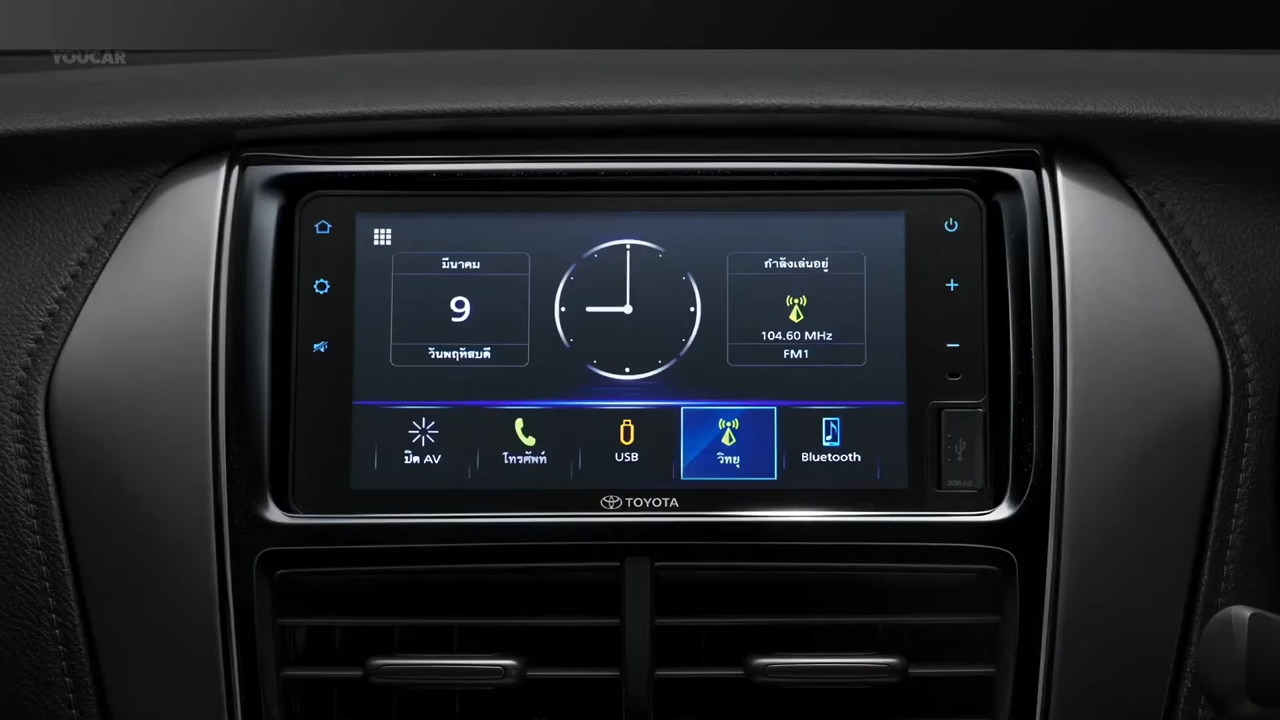 YOUCAR
มีนาคม
9
วันพฤหัสบดี
กำลังเล่นอยู่
104.60 MHz
FM1
ปิด AV
โทรศัพท์
USB
วิทยุ
Bluetooth
TOYOTA